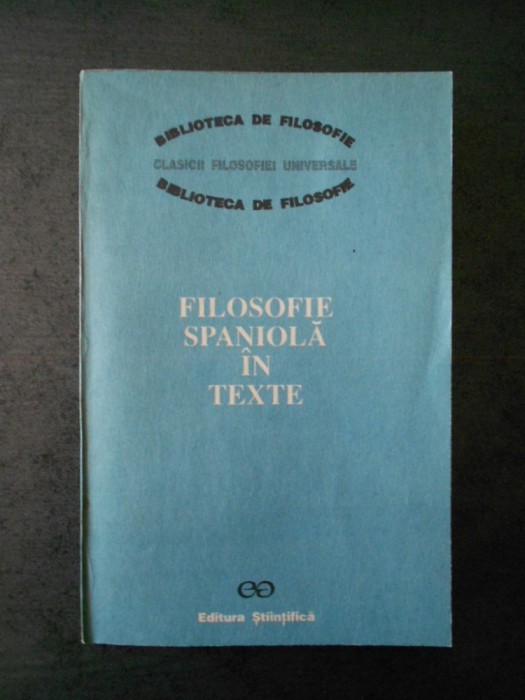 BIBLIOTECA DE FILOSOFIE
CLASICII FILOSOFIEI UNIVERSALE
BIBLIOTECA DE FILOSOFIE
FILOSOFIE
SPANIOLĂ
ÎN
TEXTE
Editura Științifică